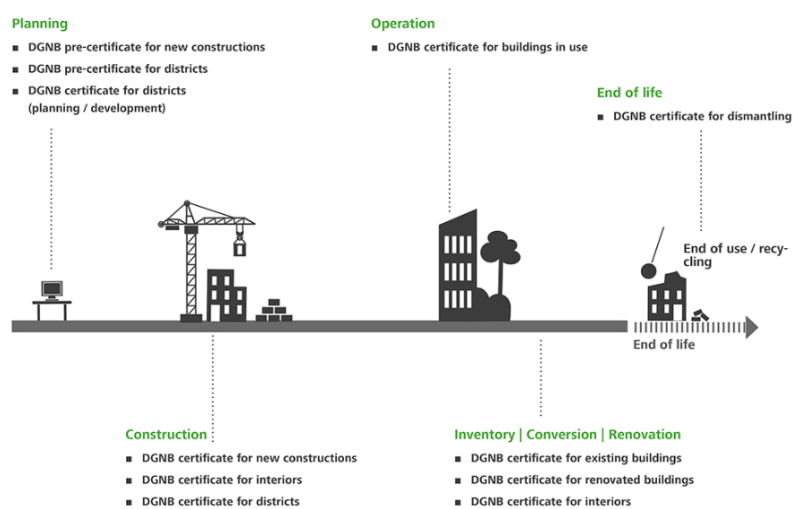 Planning
▪ DGNB pre-certificate for new constructions
▪ DGNB pre-certificate for districts
▪ DGNB certificate for districts
(planning / development)
Operation
▪ DGNB certificate for buildings in use
End of life
▪ DGNB certificate for dismantling
End of use / recy-
cling
End of life
Construction
▪ DGNB certificate for new constructions
▪ DGNB certificate for interiors
▪ DGNB certificate for districts
Inventory | Conversion | Renovation
▪ DGNB certificate for existing buildings
▪ DGNB certificate for renovated buildings
▪ DGNB certificate for interiors